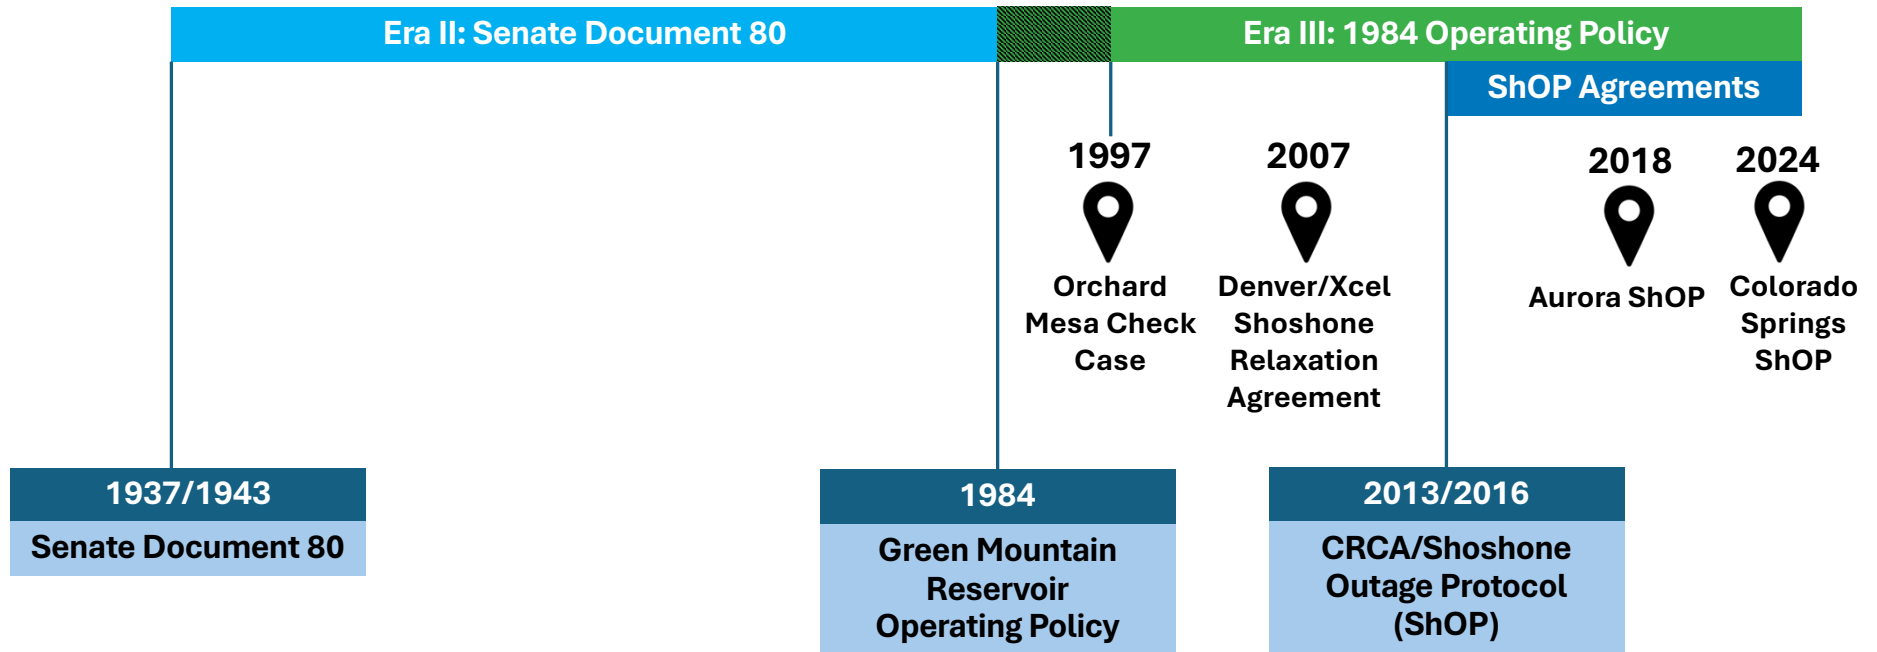 Era II: Senate Document 80
Era III: 1984 Operating Policy
ShOP Agreements
1997
Orchard
Mesa Check
Case
2007
Denver/Xcel
Shoshone
Relaxation
Agreement
2018
Aurora ShOP
2024
Colorado
Springs
ShOP
1937/1943
Senate Document 80
1984
Green Mountain
Reservoir
Operating Policy
2013/2016
CRCA/Shoshone
Outage Protocol
(ShOP)